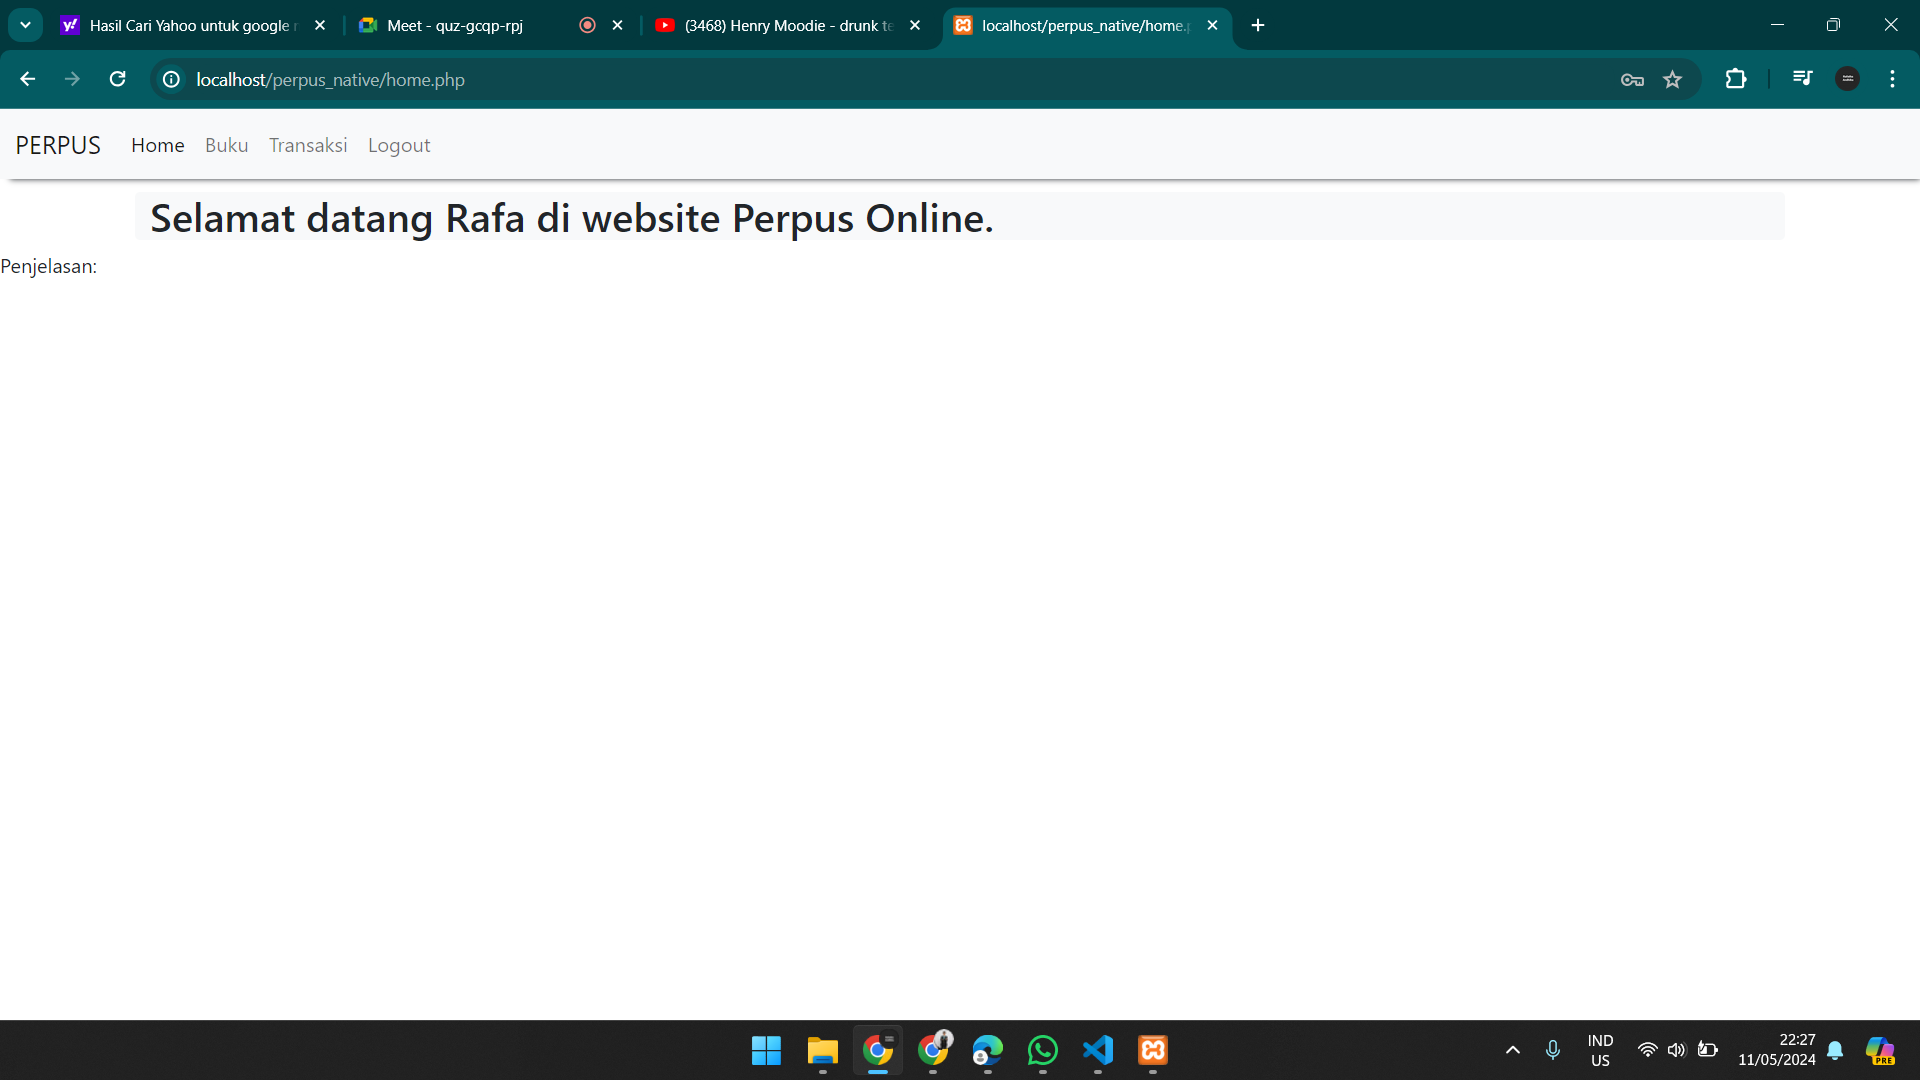 Hasil Cari Yahoo untuk google
Meet - quz-gcqp-rpj
(3468) Henry Moodie - drunk te
localhost/perpus_native/home.p
localhost/perpus_native/home.php
PERPUS Home Buku Transaksi Logout
Selamat datang Rafa di website Perpus Online.
Penjelasan:
IND
US
22:27
11/05/2024
PRE